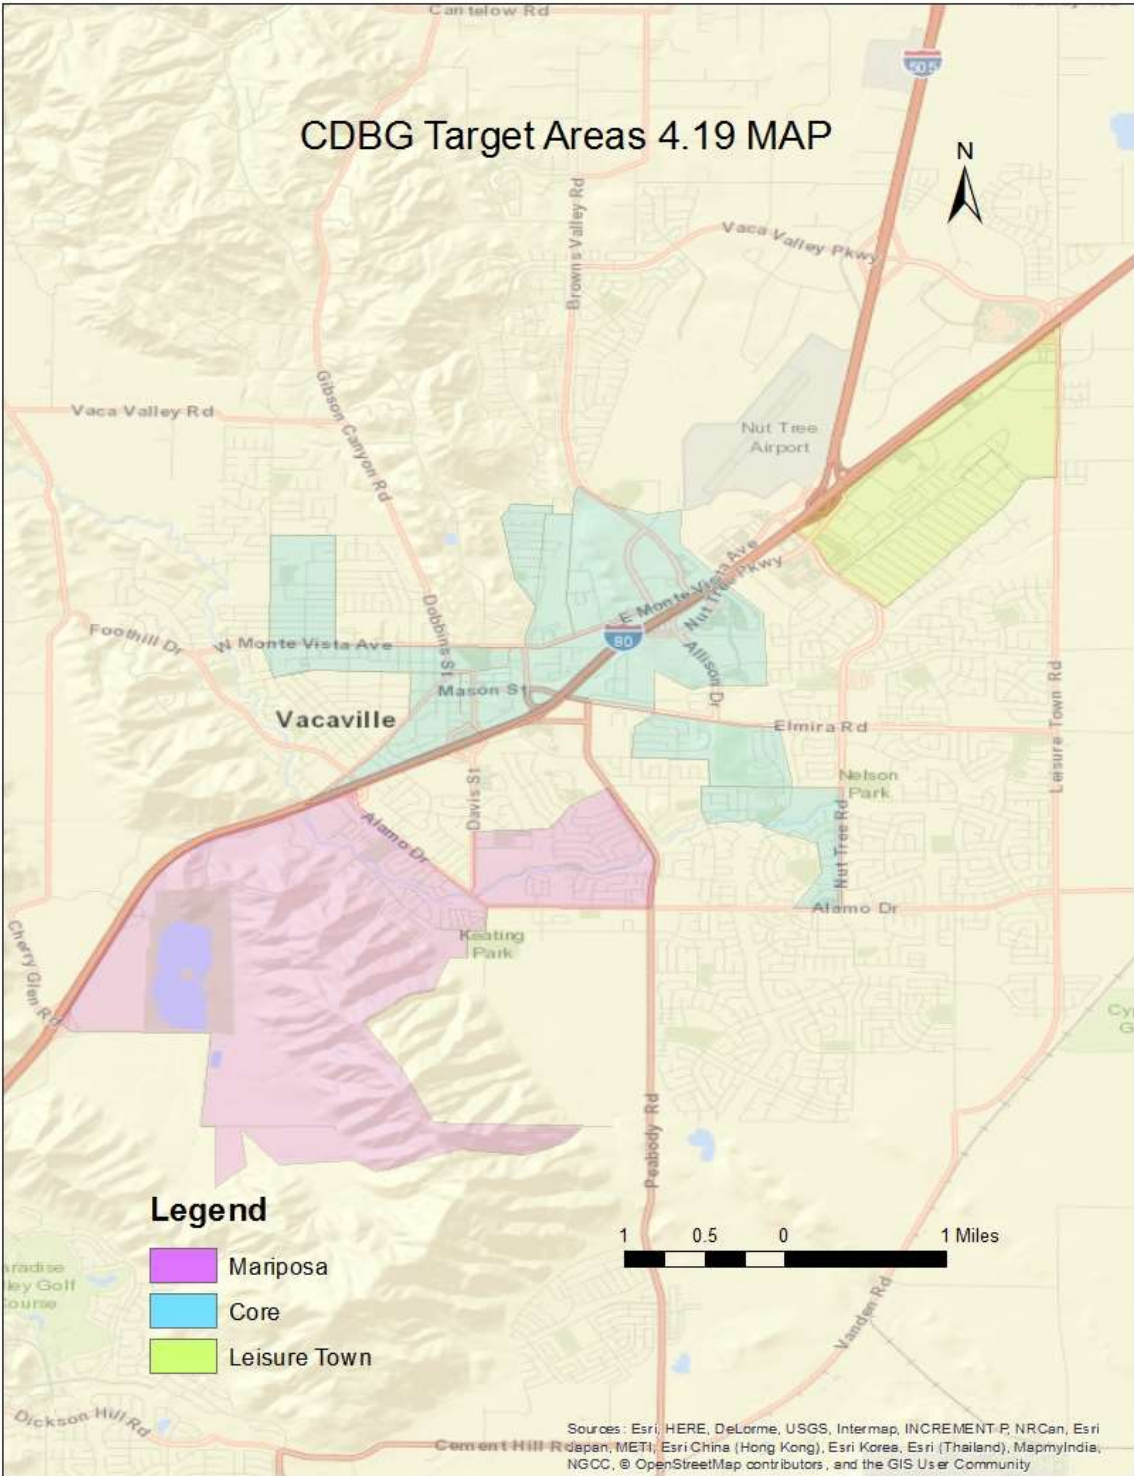 Cantelow Rd
505
CDBG Target Areas 4.19 MAP
N
Browns Valley Rd
Vaca Valley Pkwy
Gibson Canyon Rd
Vaca Valley Rd
Nut Tree
Airport
E Monte Vista Ave
Nut Tree Pkwy
Dobbins St
80
Foothill Dr
W Monte Vista Ave
Allison Dr
Mason St
Vacaville
Elmira Rd
Leisure Town Rd
Davis St
Nelson
Park
Alamo Dr
Nut Tree Rd
Alamo Dr
Keating
Park
Cherry Glen Rd
Cy
G
Peabody Rd
Legend
Mariposa
Core
Leisure Town
1 0.5 0 1 Miles
aradise
lley Golf
Course
Vanden Rd
Dickson Hill Rd
Cement Hill Rd
Sources: Esri, HERE, DeLorme, USGS, Intermap, INCREMENT P, NRCan, Esri
Japan, METI, Esri China (Hong Kong), Esri Korea, Esri (Thailand), MapmyIndia,
NGCC, © OpenStreetMap contributors, and the GIS User Community